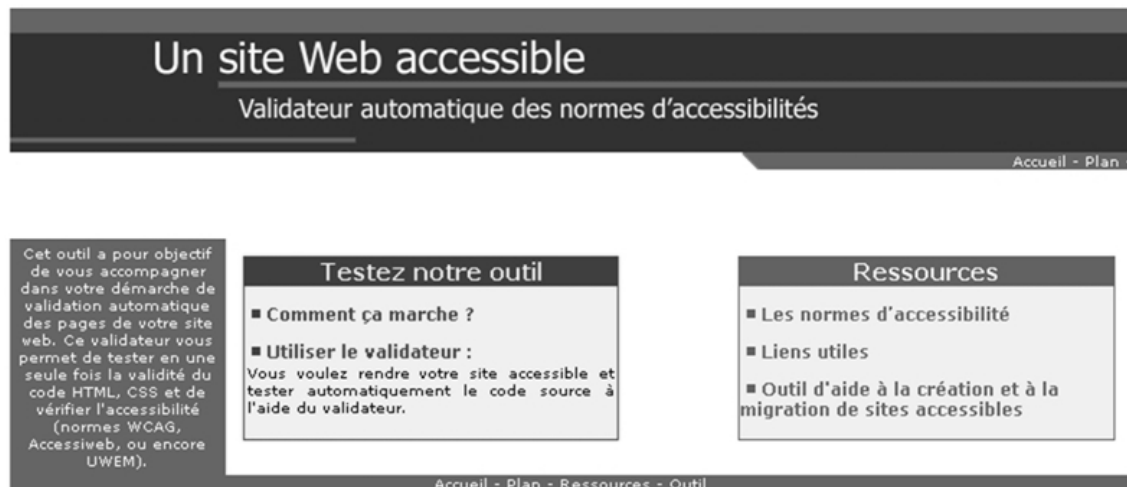 Un site Web accessible
Validateur automatique des normes d'accessibilités
Accueil - Plan -
Cet outil a pour objectif
de vous accompagner
dans votre démarche de
validation automatique
des pages de votre site
web. Ce validateur vous
permet de tester en une
seule fois la validité du
code HTML, CSS et de
vérifier l'accessibilité
(normes WCAG,
Accessiweb, ou encore
UWEM).
Testez notre outil
Comment ça marche ?
Utiliser le validateur :
Vous voulez rendre votre site accessible et
tester automatiquement le code source à
l'aide du validateur.
Ressources
Les normes d'accessibilité
Liens utiles
Outil d'aide à la création et à la
migration de sites accessibles
Accueil - Plan - Ressources - Outil